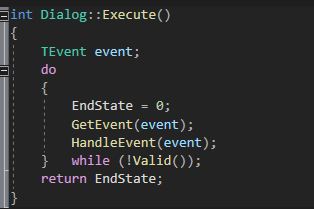 int Dialog::Execute()
{
    TEvent event;
    do
    {
        EndState = 0;
        GetEvent(event);
        HandleEvent(event);
    }   while (!Valid());
    return EndState;
}